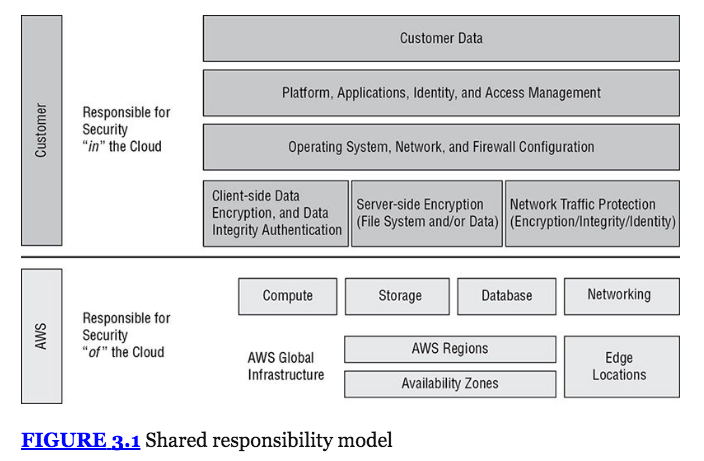 Customer
Responsible for
Security
“in” the Cloud
Customer Data
Platform, Applications, Identity, and Access Management
Operating System, Network, and Firewall Configuration
Client-side Data
Encryption, and Data
Integrity Authentication
Server-side Encryption
(File System and/or Data)
Network Traffic Protection
(Encryption/Integrity/Identity)
AWS
Responsible for
Security
“of” the Cloud
Compute
Storage
Database
Networking
AWS Global
Infrastructure
AWS Regions
Availability Zones
Edge
Locations
FIGURE 3.1 Shared responsibility model